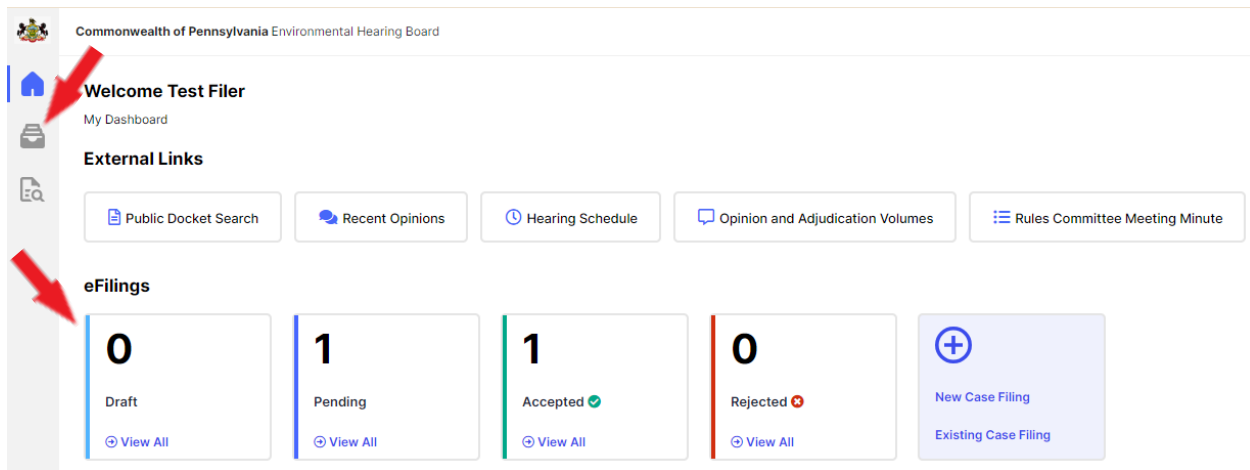 Commonwealth of Pennsylvania Environmental Hearing Board
Welcome Test Filer
My Dashboard
External Links
Public Docket Search
Recent Opinions
Hearing Schedule
Opinion and Adjudication Volumes
Rules Committee Meeting Minute
eFilings
0
Draft
View All
1
Pending
View All
1
Accepted
View All
0
Rejected
View All
New Case Filing
Existing Case Filing